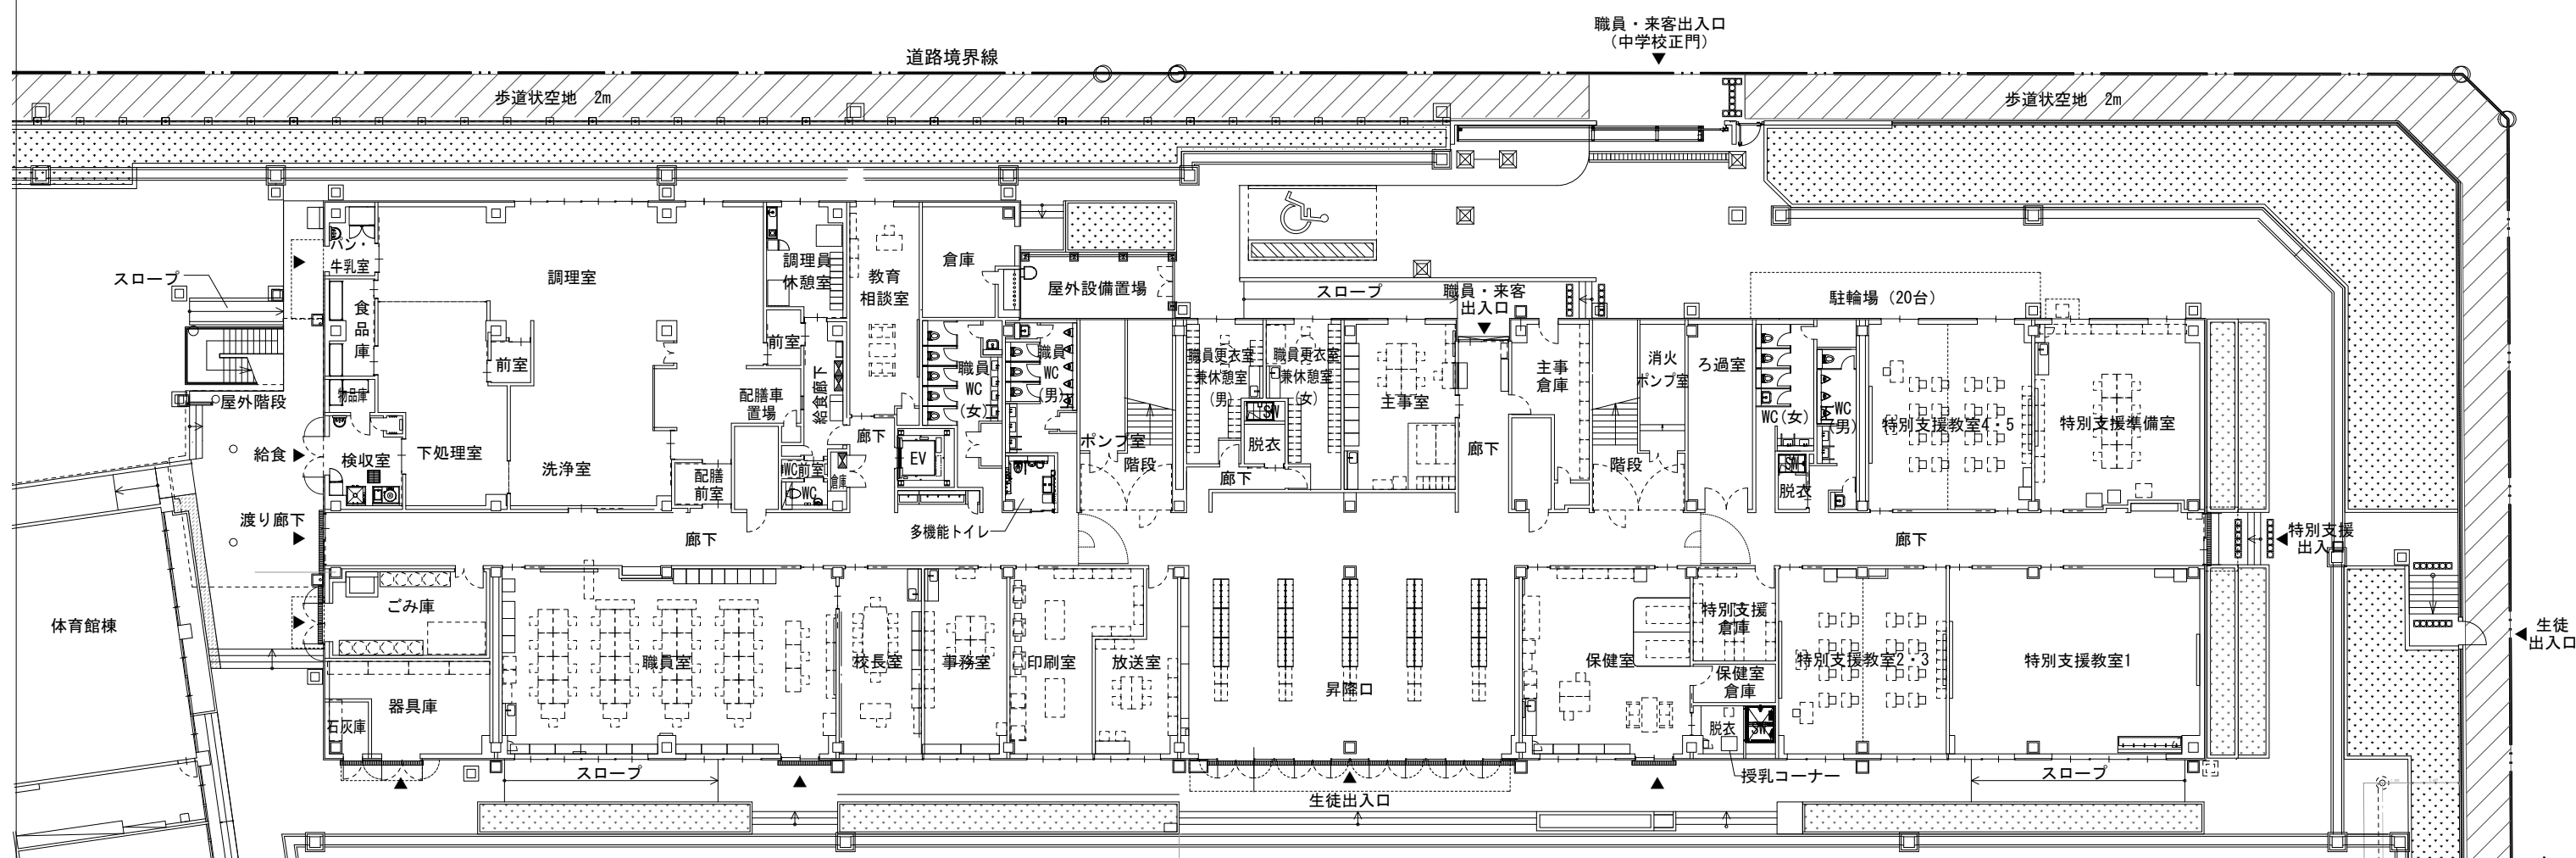 職員・来客出入口
（中学校正門）
道路境界線
歩道状空地　2m
歩道状空地　2m
パン・
牛乳室
調理室
調理員
休憩室
教育
相談室
倉庫
屋外設備置場
スロープ
スロープ
職員・来客
出入口
駐輪場（20台）
食
品
庫
前室
前室
物品庫
屋外階段
配膳車
置場
給食廊下
職員
WC
(女)
職員
WC
(男)
職員更衣室
兼休憩室
(男)
職員更衣室
兼休憩室
(女)
SW
脱衣
主事室
主事
倉庫
消火
ポンプ室
ろ過室
WC(女)
WC
(男)
特別支援教室4・5
特別支援準備室
給食
検収室
下処理室
洗浄室
配膳
前室
WC前室
WC
倉庫
廊下
EV
ポンプ室
階段
廊下
廊下
階段
SW
脱衣
渡り廊下
廊下
多機能トイレ
廊下
特別支援
出入口
体育館棟
ごみ庫
器具庫
石灰庫
職員室
校長室
事務室
印刷室
放送室
昇降口
保健室
特別支援
倉庫
保健室
倉庫
脱衣
SW
特別支援教室2・3
特別支援教室1
生徒
出入口
スロープ
生徒出入口
授乳コーナー
スロープ